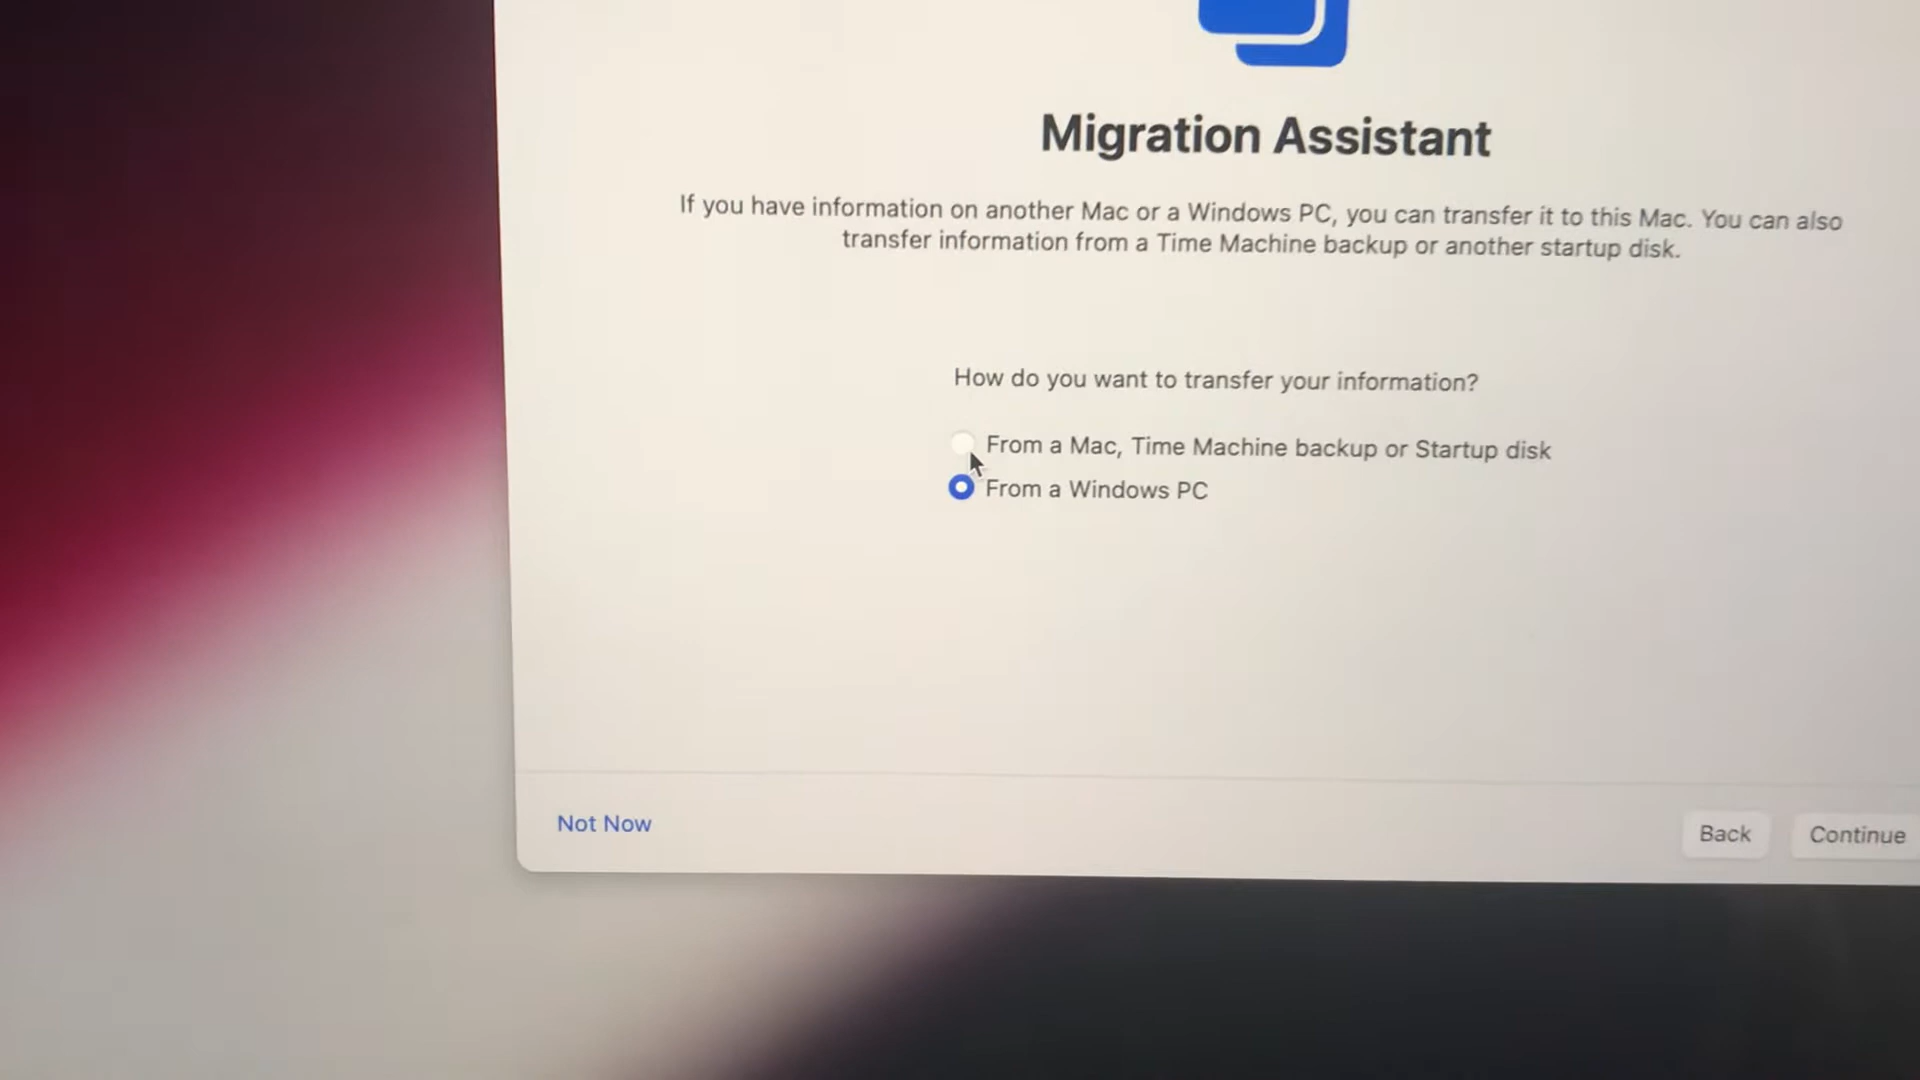 Migration Assistant
If you have information on another Mac or a Windows PC, you can transfer it to this Mac. You can also
transfer information from a Time Machine backup or another startup disk.
How do you want to transfer your information?
From a Mac, Time Machine backup or Startup disk
From a Windows PC
Not Now
Back
Continue